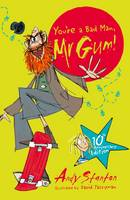 You're a Bad Man,
Mr Gum!
10th
Anniversary
Edition!
Andy Stanton
Illustrated by David Tazzyman